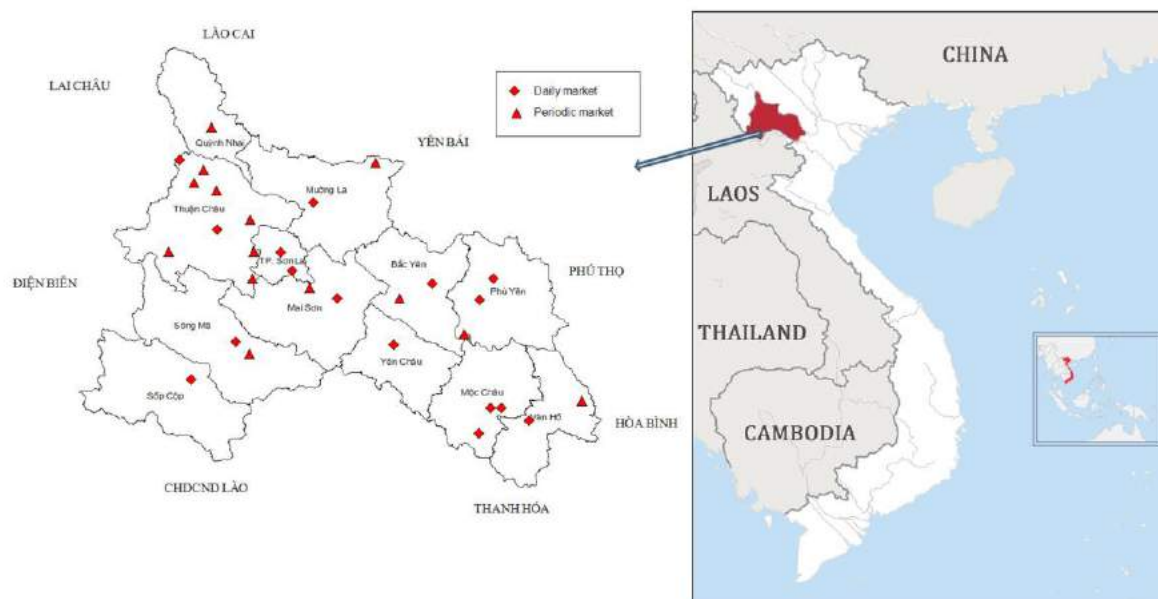 LÀO CAI
LAI CHÂU
Daily market
Periodic market
Quỳnh Nhai
YÊN BÁI
Mường La
Thuận Châu
TP. Sơn La
Bắc Yên
PHÚ THỌ
ĐIỆN BIÊN
Phù Yên
Mai Sơn
Sông Mã
Yên Châu
Mộc Châu
Sốp Cộp
Vân Hồ
HÒA BÌNH
CHDCND LÀO
THANH HÓA
CHINA
LAOS
THAILAND
CAMBODIA